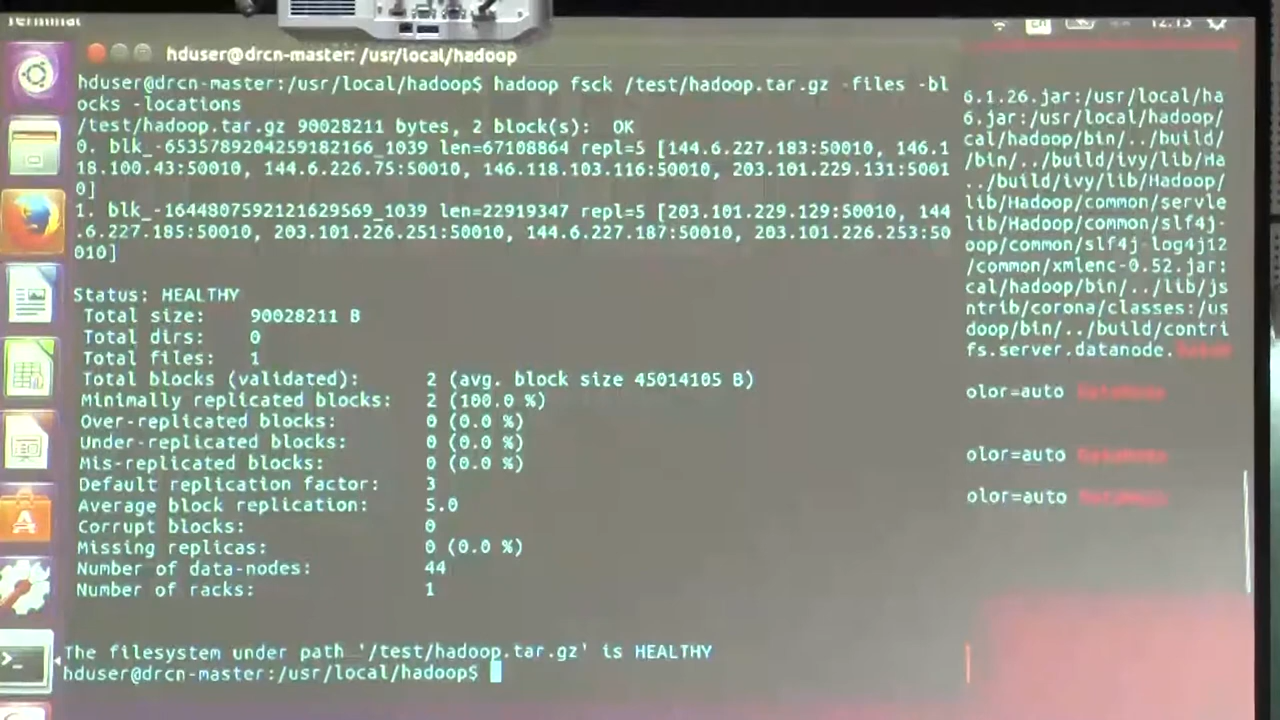 Terminal
12:13
hduser@drcn-master: /usr/local/hadoop
hduser@drcn-master:/usr/local/hadoop$ hadoop fsck /test/hadoop.tar.gz -files -bl
ocks -locations
/test/hadoop.tar.gz 90028211 bytes, 2 block(s):  OK
0. blk_-6535789204259182166_1039 len=67108864 repl=5 [144.6.227.183:50010, 146.1
18.100.43:50010, 144.6.226.75:50010, 146.118.103.116:50010, 203.101.229.131:5001
0]
1. blk_-1644807592121629569_1039 len=22919347 repl=5 [203.101.229.129:50010, 144
.6.227.185:50010, 203.101.226.251:50010, 144.6.227.187:50010, 203.101.226.253:50
010]
Status: HEALTHY
Total size: 90028211 B
Total dirs: 0
Total files: 1
Total blocks (validated): 2 (avg. block size 45014105 B)
Minimally replicated blocks: 2 (100.0 %)
Over-replicated blocks: 0 (0.0 %)
Under-replicated blocks: 0 (0.0 %)
Mis-replicated blocks: 0 (0.0 %)
Default replication factor: 3
Average block replication: 5.0
Corrupt blocks: 0
Missing replicas: 0 (0.0 %)
Number of data-nodes: 44
Number of racks: 1
The filesystem under path '/test/hadoop.tar.gz' is HEALTHY
hduser@drcn-master:/usr/local/hadoop$
6.1.26.jar:/usr/local/ha
6.jar:/usr/local/hadoop/
cal/hadoop/bin/../build/
/bin/../build/ivy/lib/Ha
../build/ivy/lib/Hadoop/
lib/Hadoop/common/servle
lib/Hadoop/common/slf4j-
oop/common/slf4j-log4j12
/common/xmlenc-0.52.jar:
cal/hadoop/bin/../lib/js
ntrib/corona/classes:/us
doop/bin/../build/contri
fs.server.datanode.
olor=auto
olor=auto
olor=auto